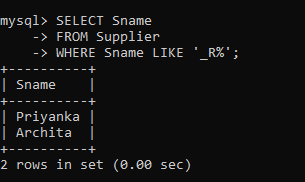 mysql> SELECT Sname
    -> FROM Supplier
    -> WHERE Sname LIKE '_R%';
+----------+
| Sname    |
+----------+
| Priyanka |
| Archita  |
+----------+
2 rows in set (0.00 sec)